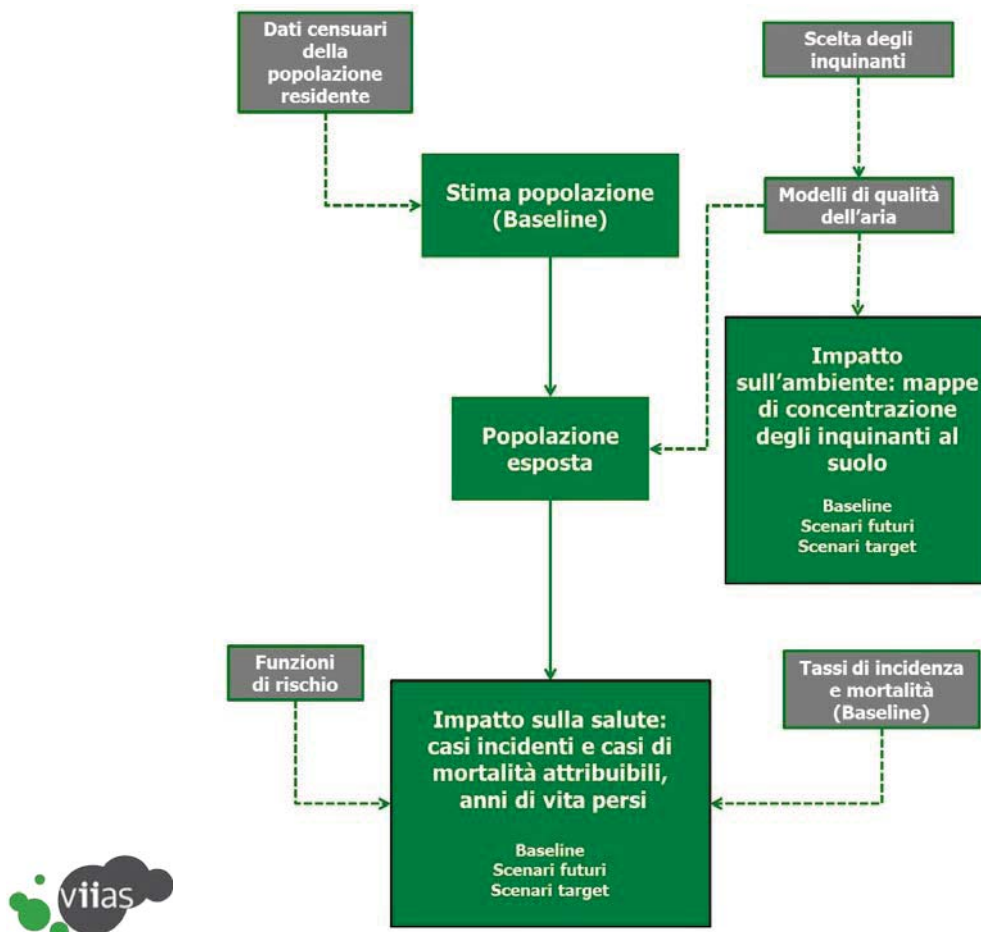 Dati censuari
della
popolazione
residente
Scelta degli
inquinanti
Stima popolazione
(Baseline)
Modelli di qualità
dell'aria
Impatto
sull'ambiente: mappe
di concentrazione
degli inquinanti al
suolo
Baseline
Scenari futuri
Scenari target
Popolazione
esposta
Funzioni
di rischio
Tassi di incidenza
e mortalità
(Baseline)
Impatto sulla salute:
casi incidenti e casi di
mortalità attribuibili,
anni di vita persi
Baseline
Scenari futuri
Scenari target
viias